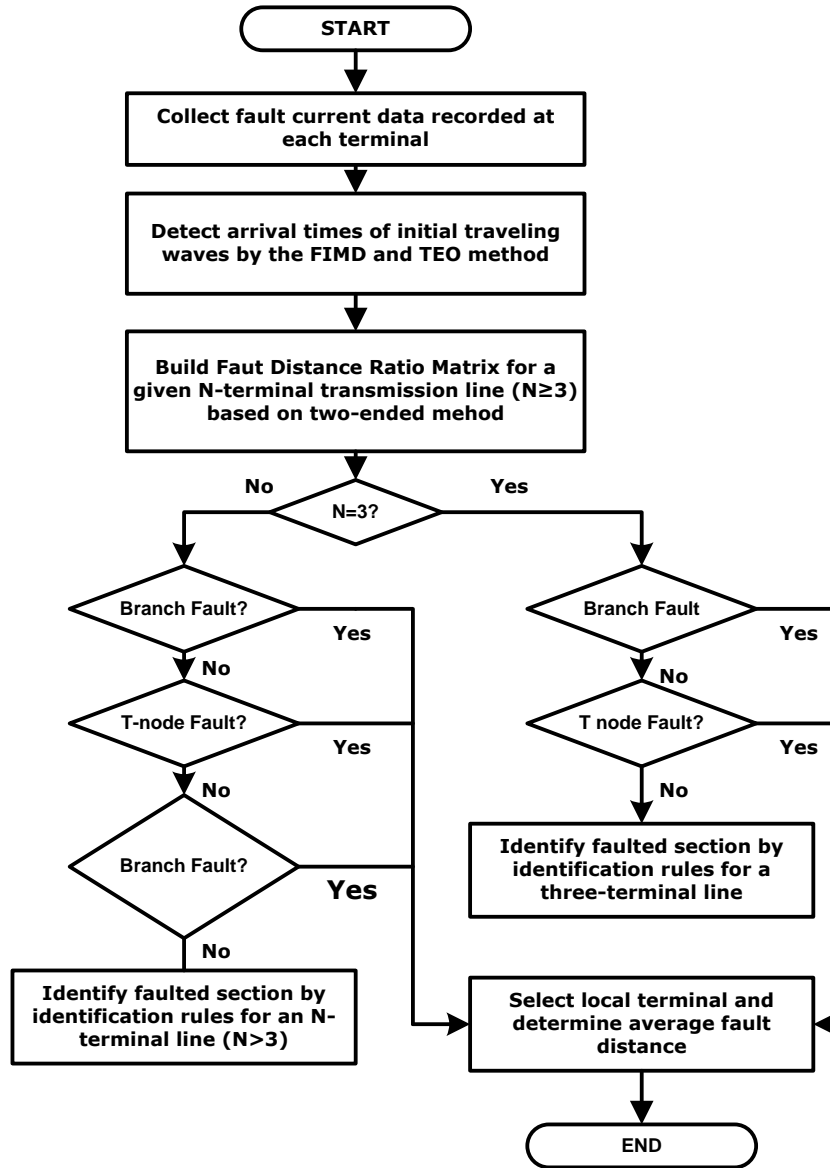 START
Collect fault current data recorded at
each terminal
Detect arrival times of initial traveling
waves by the FIMD and TEO method
Build Faut Distance Ratio Matrix for a
given N-terminal transmission line (N≥3)
based on two-ended mehod
No
Yes
N=3?
Branch Fault?
Yes
No
T-node Fault?
Yes
No
Branch Fault?
Yes
No
Identify faulted section by
identification rules for an N-
terminal line (N>3)
Branch Fault
Yes
No
T node Fault?
Yes
No
Identify faulted section by
identification rules for a
three-terminal line
Select local terminal and
determine average fault
distance
END